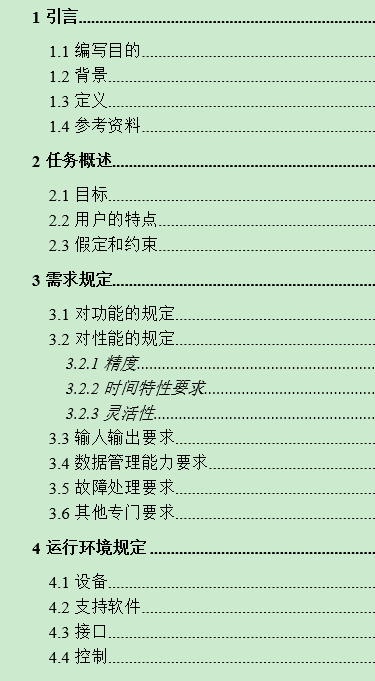 1 引言
1.1 编写目的
1.2 背景
1.3 定义
1.4 参考资料
2 任务概述
2.1 目标
2.2 用户的特点
2.3 假定和约束
3 需求规定
3.1 对功能的规定
3.2 对性能的规定
3.2.1 精度
3.2.2 时间特性要求
3.2.3 灵活性
3.3 输人输出要求
3.4 数据管理能力要求
3.5 故障处理要求
3.6 其他专门要求
4 运行环境规定
4.1 设备
4.2 支持软件
4.3 接口
4.4 控制